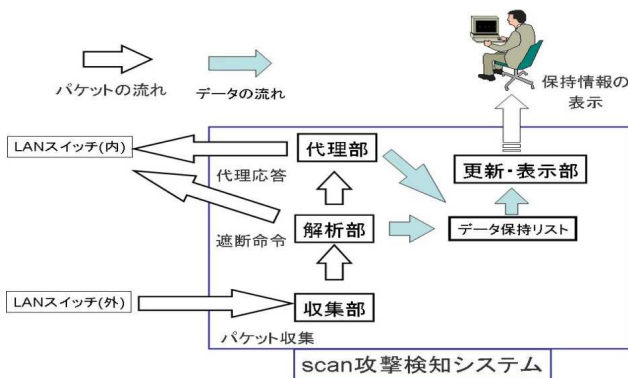 パケットの流れ
データの流れ
保持情報の
表示
LANスイッチ(内)
代理部
代理応答
更新・表示部
遮断命令
解析部
データ保持リスト
LANスイッチ(外)
収集部
パケット収集
scan攻撃検知システム